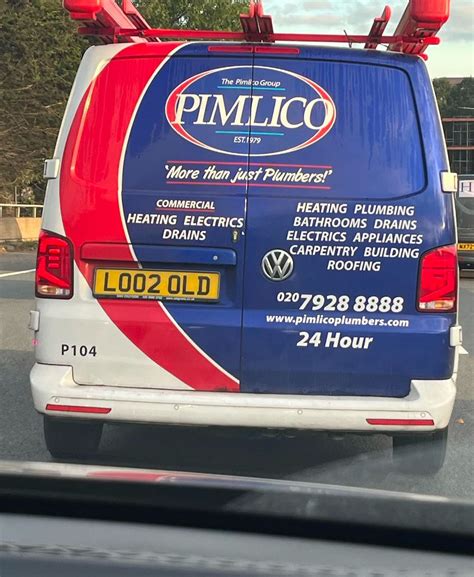 The Pimlico Group
PIMLICO
EST.1979
'More than just Plumbers!'
COMMERCIAL
HEATING ELECTRICS
DRAINS
HEATING PLUMBING
BATHROOMS DRAINS
ELECTRICS APPLIANCES
CARPENTRY BUILDING
ROOFING
LO02 OLD
020 7928 8888
www.pimlicoplumbers.com
24 Hour
P104